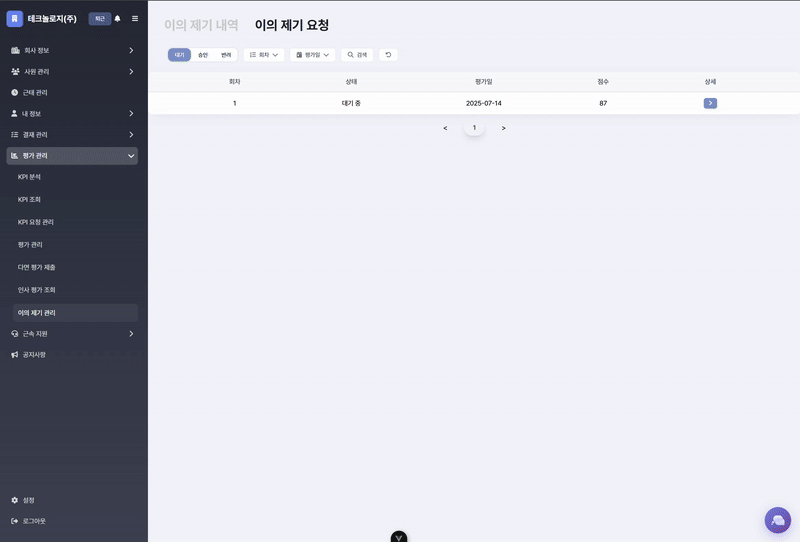 테크놀로지(주) 퇴근
회사 정보
사원 관리
근태 관리
내 정보
결재 관리
평가 관리
KPI 분석
KPI 조회
KPI 요청 관리
평가 관리
다면 평가 제출
인사 평가 조회
이의 제기 관리
근속 지원
공지사항
설정
로그아웃
이의 제기 내역 이의 제기 요청
대기 승인 반려 회차 평가일 검색
회차 상태 평가일 점수 상세
1 대기 중 2025-07-14 87 >
< 1 >